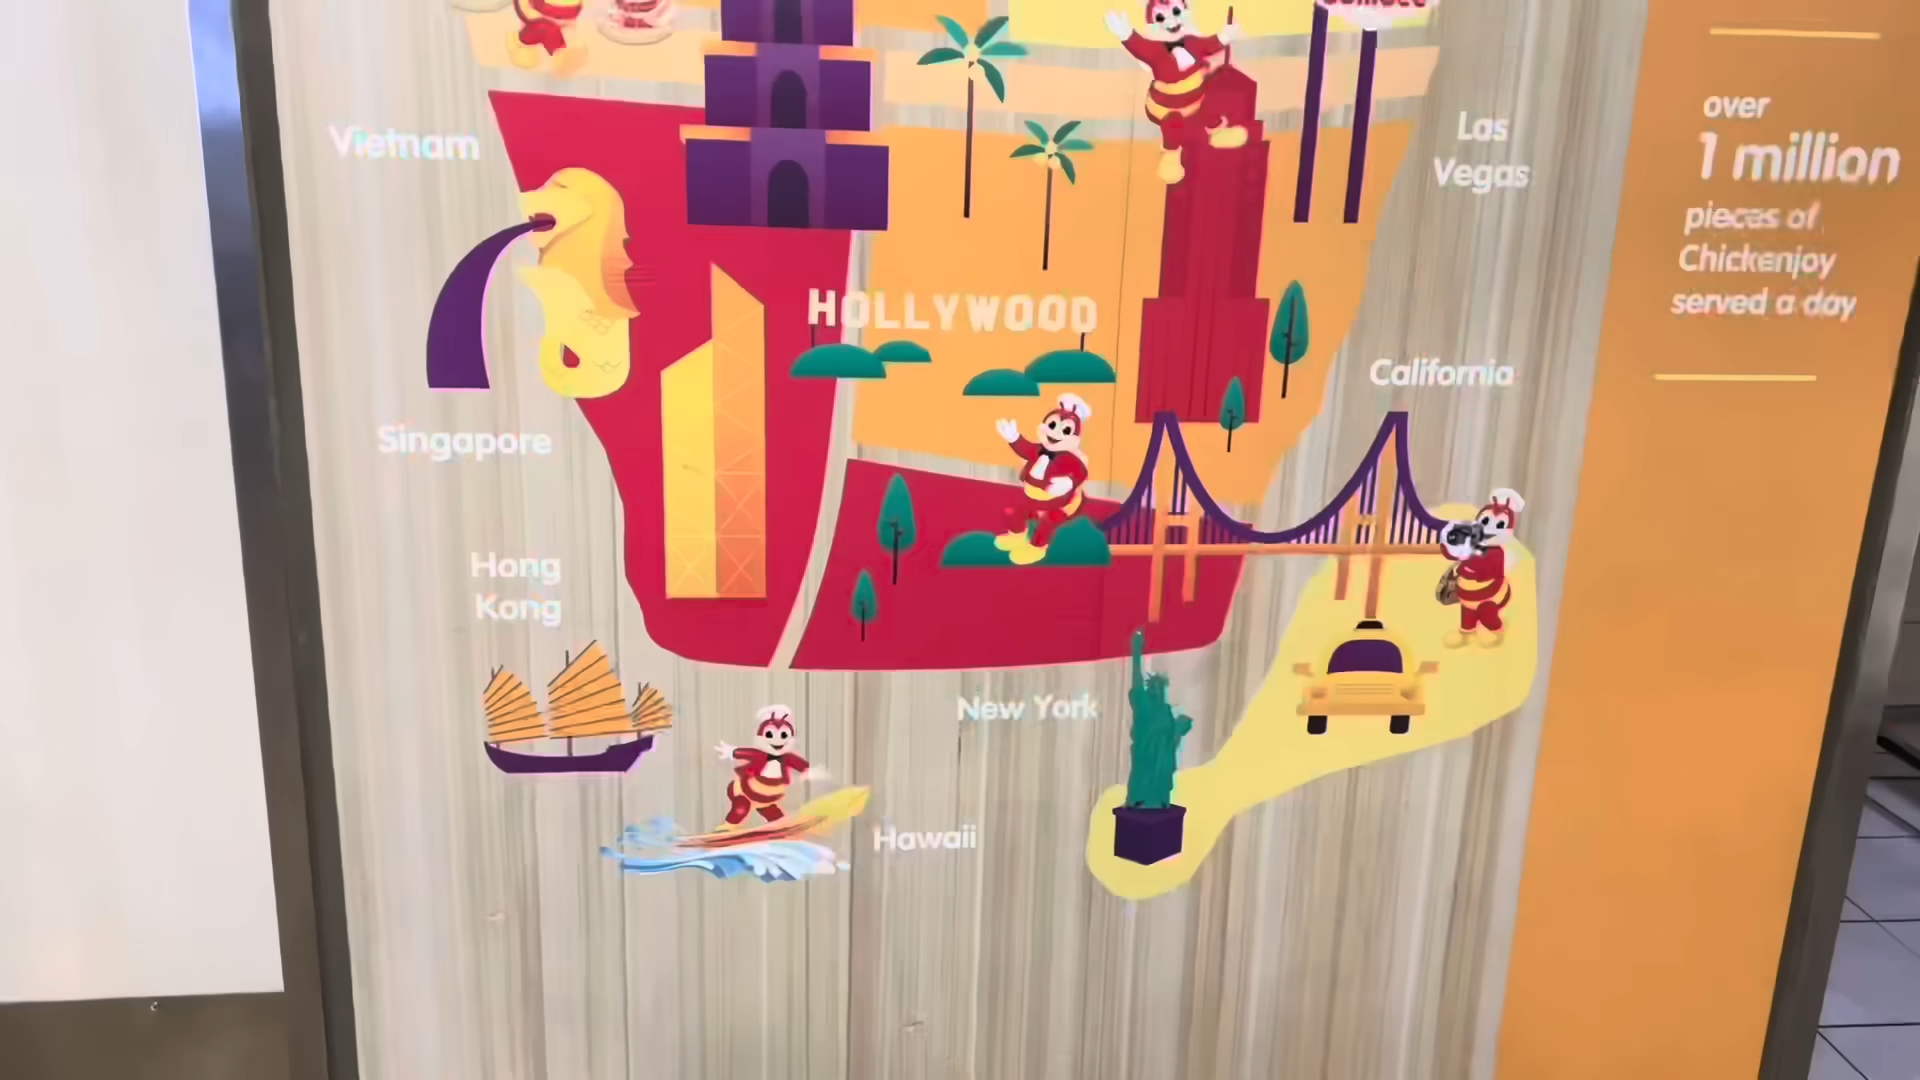 Vietnam
Las
Vegas
HOLLYWOOD
California
Singapore
Hong
Kong
New York
Hawaii
over
1 million
pieces of
Chickenjoy
served a day